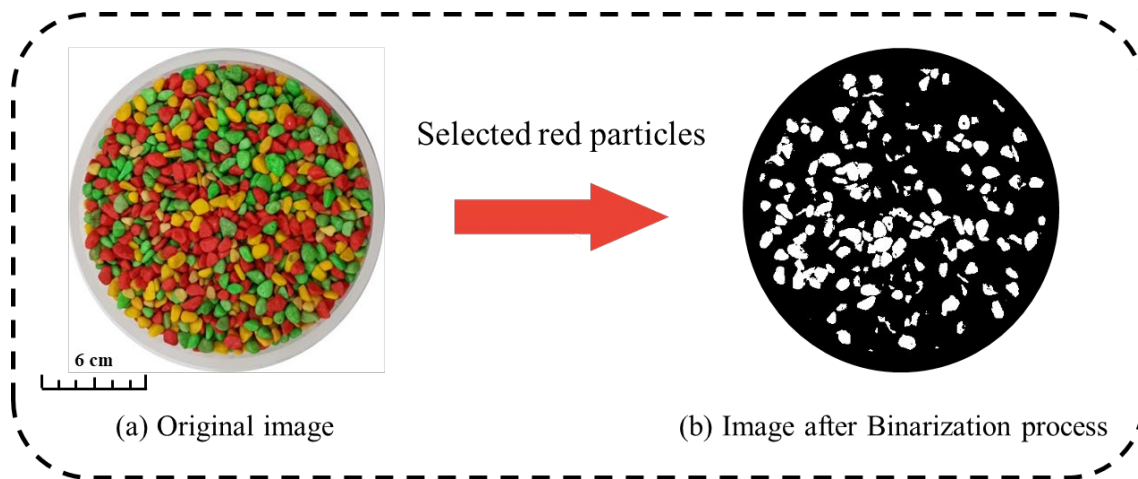 Selected red particles
6 cm
(a) Original image
(b) Image after Binarization process